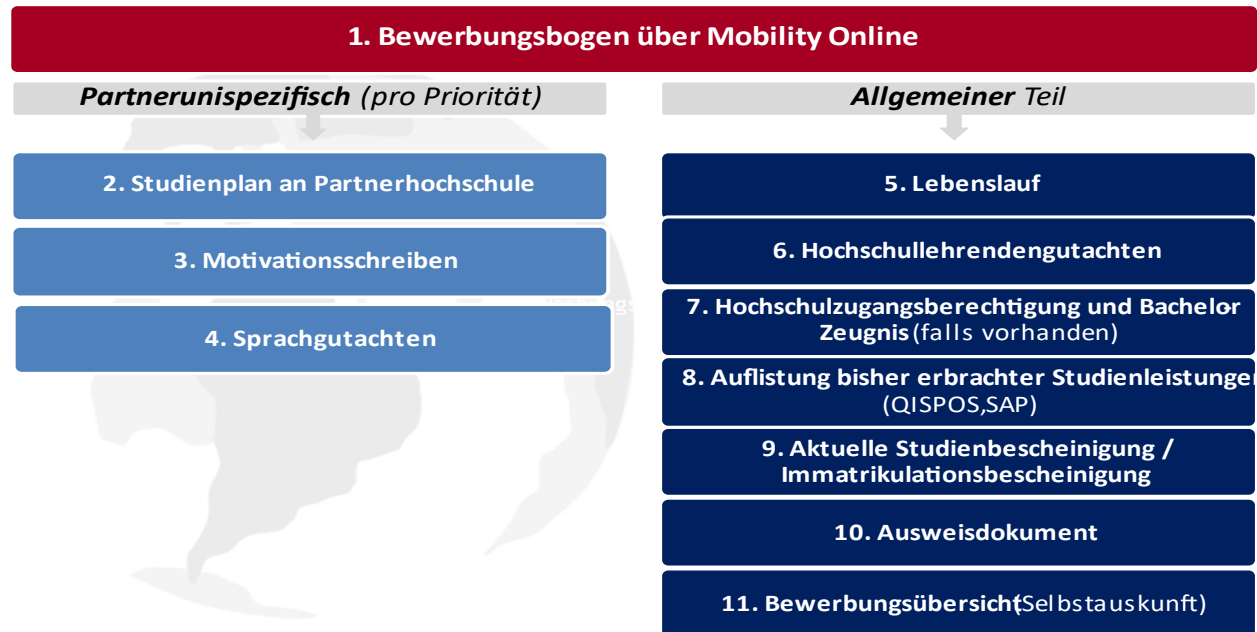 1. Bewerbungsbogen über Mobility Online
Partnerunispezifisch (pro Priorität)
2. Studienplan an Partnerhochschule
3. Motivationsschreiben
4. Sprachgutachten
Allgemeiner Teil
5. Lebenslauf
6. Hochschullehrendengutachten
7. Hochschulzugangsberechtigung und Bachelor-
Zeugnis (falls vorhanden)
8. Auflistung bisher erbrachter Studienleistungen
(QISPOS,SAP)
9. Aktuelle Studienbescheinigung /
Immatrikulationsbescheinigung
10. Ausweisdokument
11. Bewerbungsübersicht (Selbstauskunft)